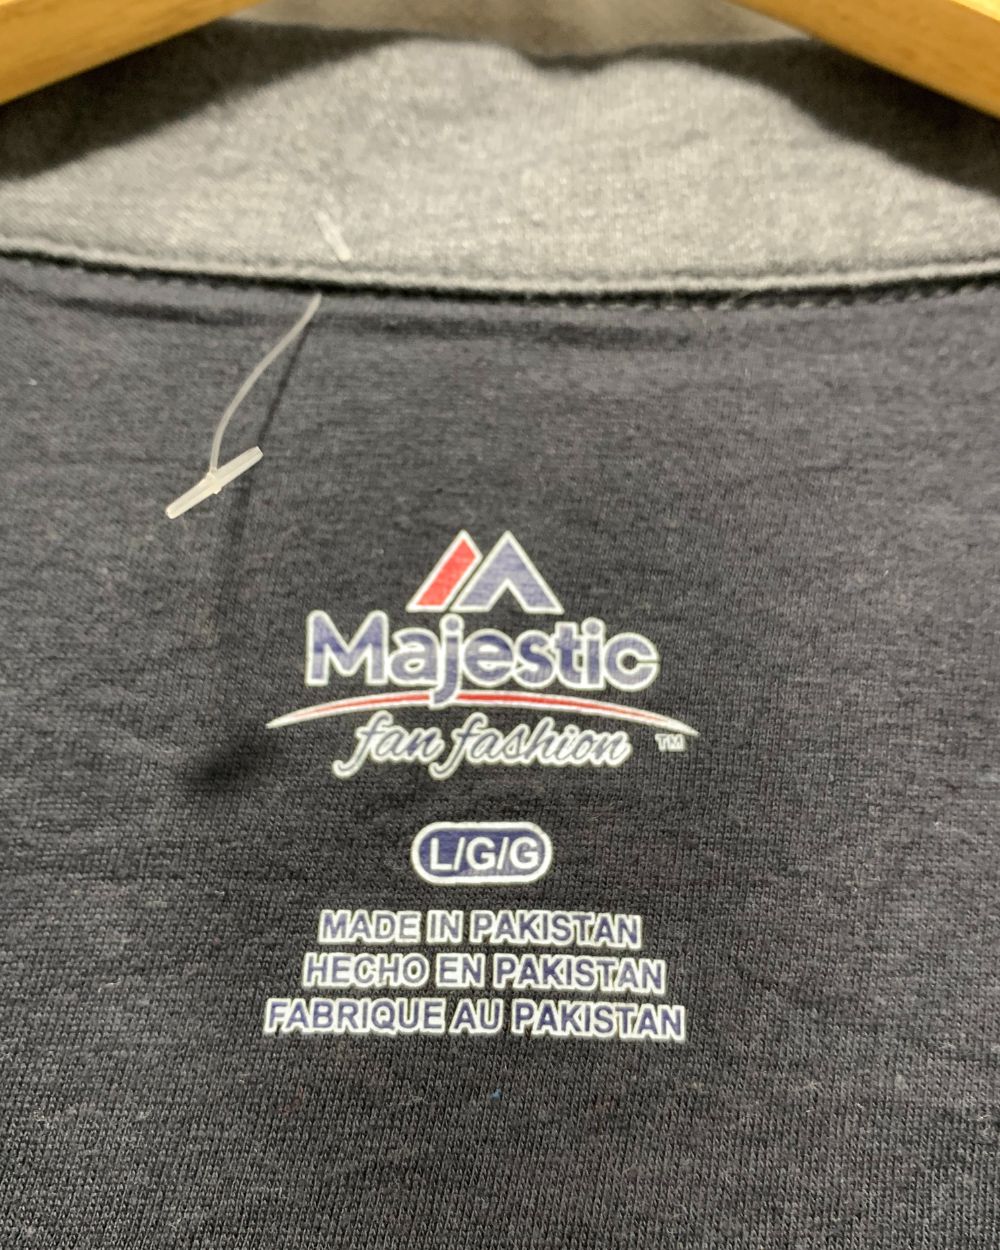 Majestic
fan fashion ™
L/G/G
MADE IN PAKISTAN
HECHO EN PAKISTAN
FABRIQUE AU PAKISTAN